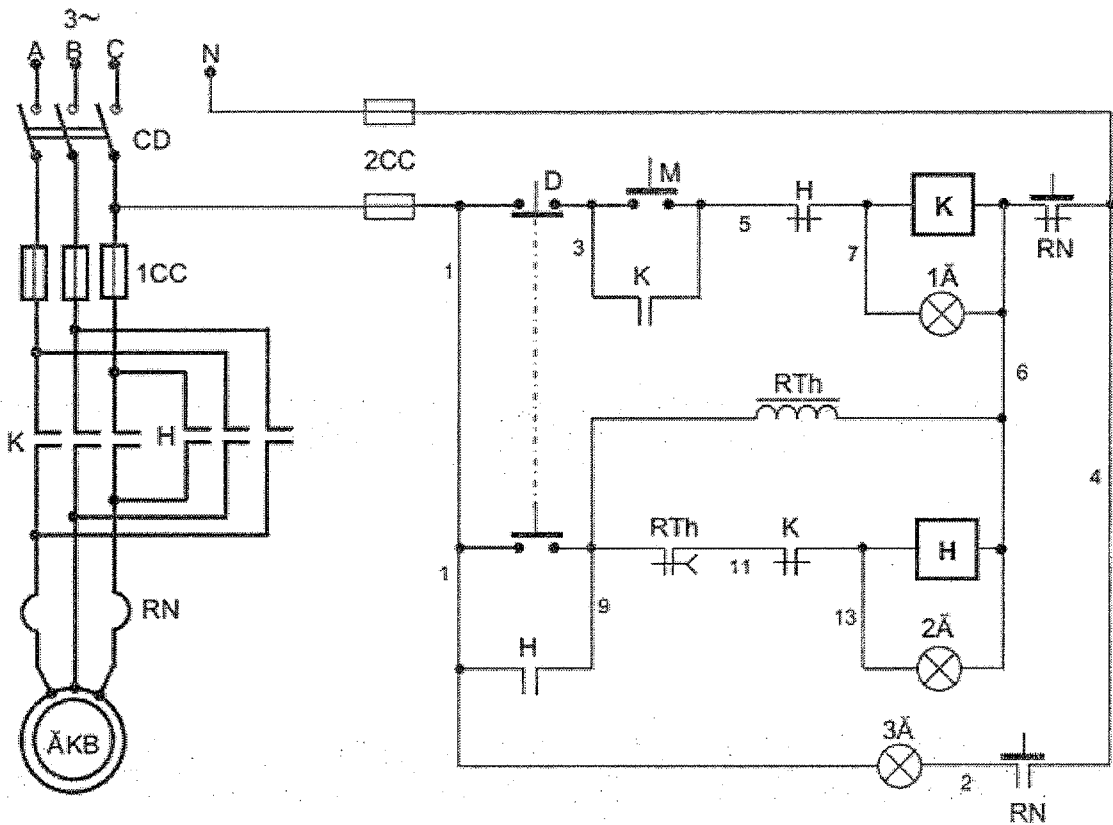 3~
A B C N
CD
2CC
D M H K RN
3 5
1 K 7 1Ă
1CC
6
RTh
K H 4
RTh K H
1 9 11 13
RN 2Ă
H
3Ă
ĂKB
2
RN